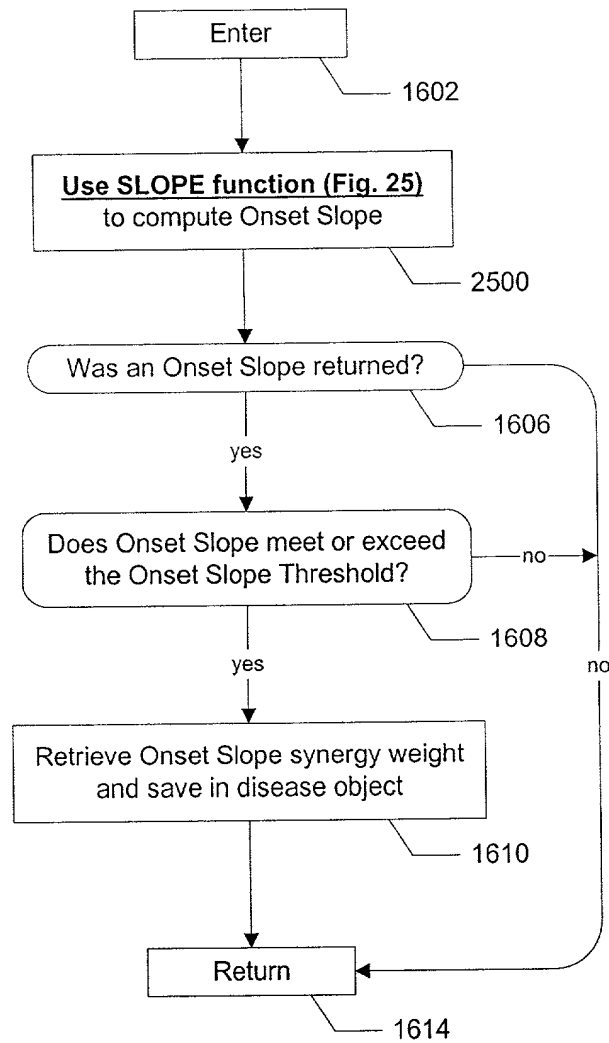 Enter
1602
Use SLOPE function (Fig. 25)
to compute Onset Slope
2500
Was an Onset Slope returned?
1606
yes
Does Onset Slope meet or exceed
the Onset Slope Threshold?
no
1608
yes
no
Retrieve Onset Slope synergy weight
and save in disease object
1610
Return
1614